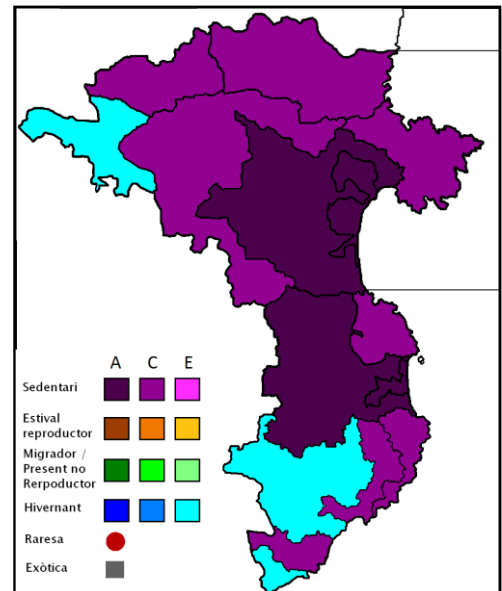 A C E
Sedentari
Estival
reproductor
Migrador /
Present no
Rerpoductor
Hivernant
Raresa
Exòtica